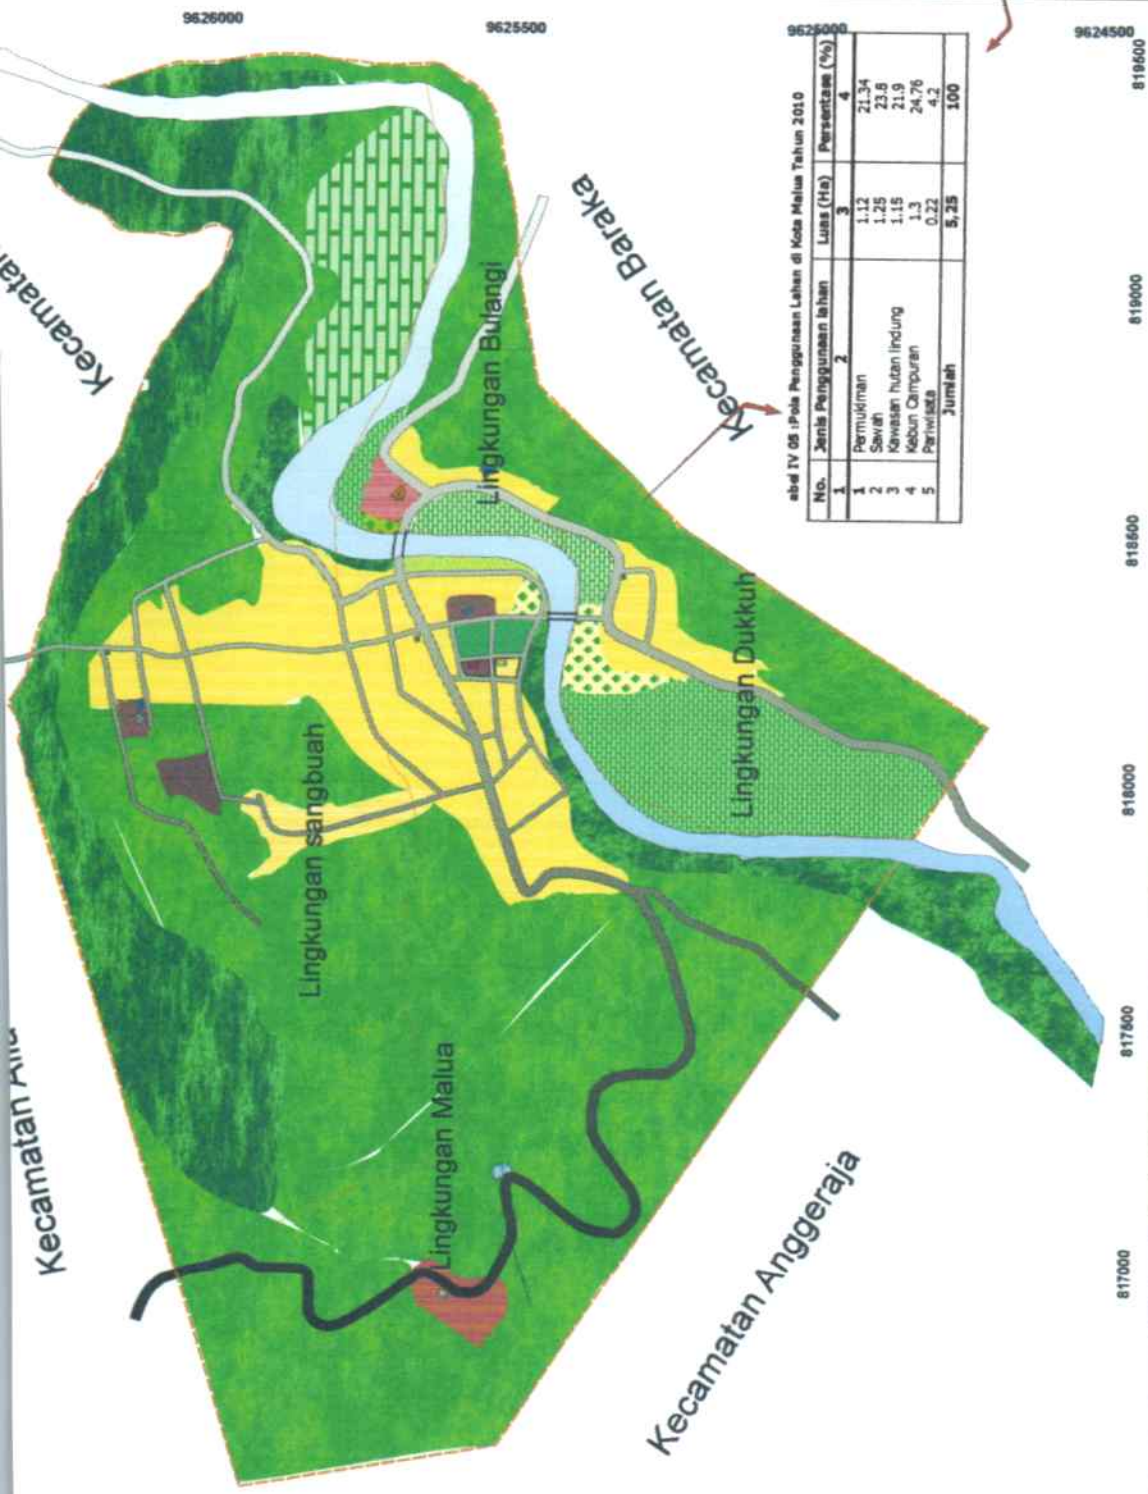 9626000
9625500
9625000
9624500
819500
819000
818500
818000
817500
817000
Kecamatan
Kecamatan
Kecamatan Baraka
Kecamatan Anggeraja
Lingkungan Bulangi
Lingkungan Dukkuh
Lingkungan sangbuah
Lingkungan Malua
abel IV 05 :Pola Penggunaan Lahan di Kota Malua Tahun 2010
No. Jenis Penggunaan lahan Luas (Ha) Persentase (%)
1 2 3 4
1 Permukiman 1.12 21.34
2 Sawah 1.25 23.8
3 Kawasan hutan lindung 1.15 21.9
4 Kebun Campuran 1.3 24.76
5 Pariwisata 0.22 4.2
Jumlah 5,25 100